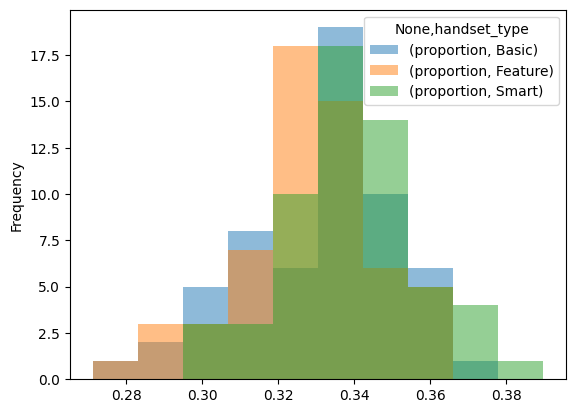 None,handset_type
(proportion, Basic)
(proportion, Feature)
(proportion, Smart)
Frequency
17.5
15.0
12.5
10.0
7.5
5.0
2.5
0.0
0.28 0.30 0.32 0.34 0.36 0.38